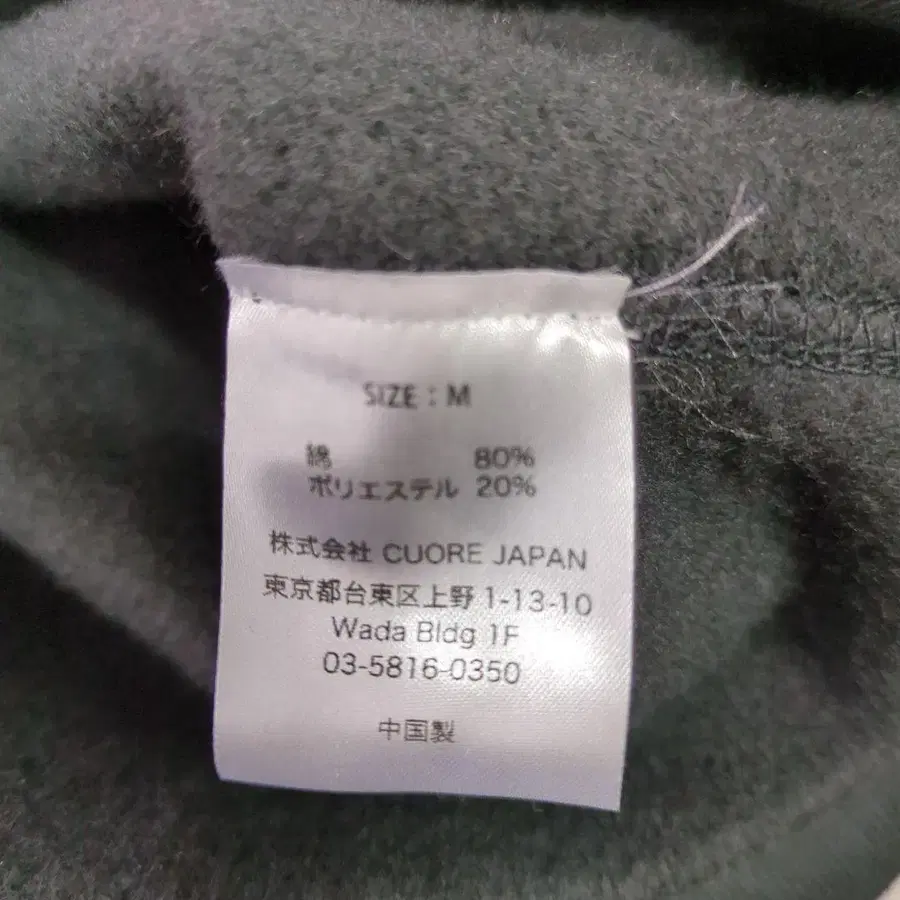 SIZE : M
綿 80%
ポリエステル 20%
株式会社 CUORE JAPAN
東京都台東区上野 1-13-10
Wada Bldg 1F
03-5816-0350
中国製